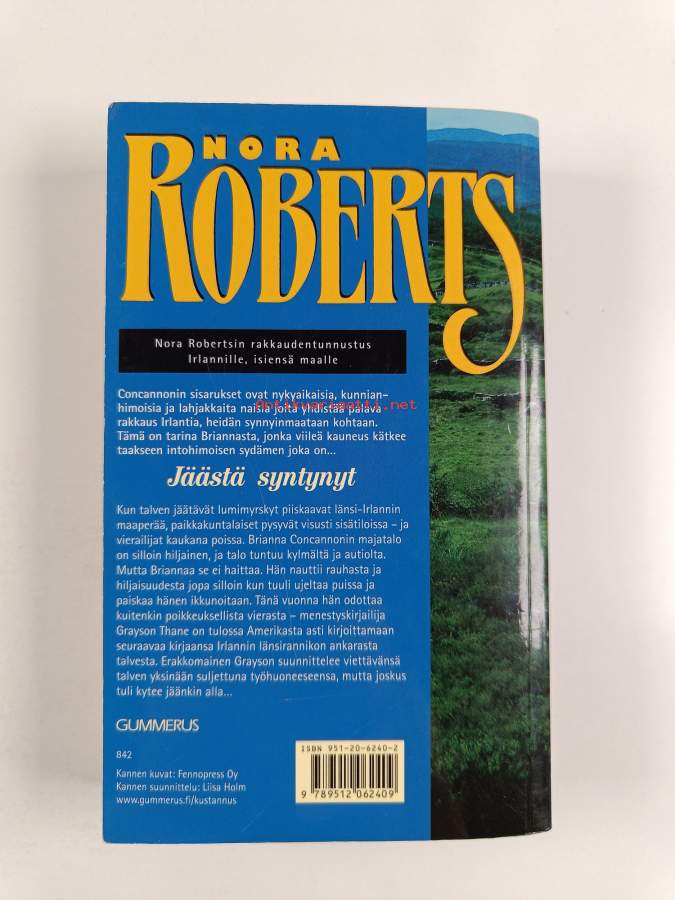 NORA
ROBERTS
Nora Robertsin rakkaudentunnustus
Irlannille, isiensä maalle
Concannonin sisarukset ovat nykyaikaisia, kunnian-
himoisia ja lahjakkaita naisia joita yhdistää palava
antikvariaatti.net
rakkaus Irlantia, heidän synnyinmaataan kohtaan.
Tämä on tarina Briannasta, jonka viileä kauneus kätkee
taakseen intohimoisen sydämen joka on...
Jäästä syntynyt
Kun talven jäätävät lumimyrskyt piiskaavat länsi-Irlannin
maaperää, paikkakuntalaiset pysyvät visusti sisätiloissa – ja
vierailijat kaukana poissa. Brianna Concannonin majatalo
on silloin hiljainen, ja talo tuntuu kylmältä ja autiolta.
Mutta Briannaa se ei haittaa. Hän nauttii rauhasta ja
hiljaisuudesta jopa silloin kun tuuli ujeltaa puissa ja
paiskaa hänen ikkunoitaan. Tänä vuonna hän odottaa
kuitenkin poikkeuksellista vierasta – menestyskirjailija
Grayson Thane on tulossa Amerikasta asti kirjoittamaan
seuraavaa kirjaansa Irlannin länsirannikon ankarasta
talvesta. Erakkomainen Grayson suunnittelee viettävänsä
talven yksinään suljettuna työhuoneeseensa, mutta joskus
tuli kytee jäänkin alla...
GUMMERUS
842
Kannen kuvat: Fennopress Oy
Kannen suunnittelu: Liisa Holm
www.gummerus.fi/kustannus
ISBN 951-20-6240-2
9 789512 062409